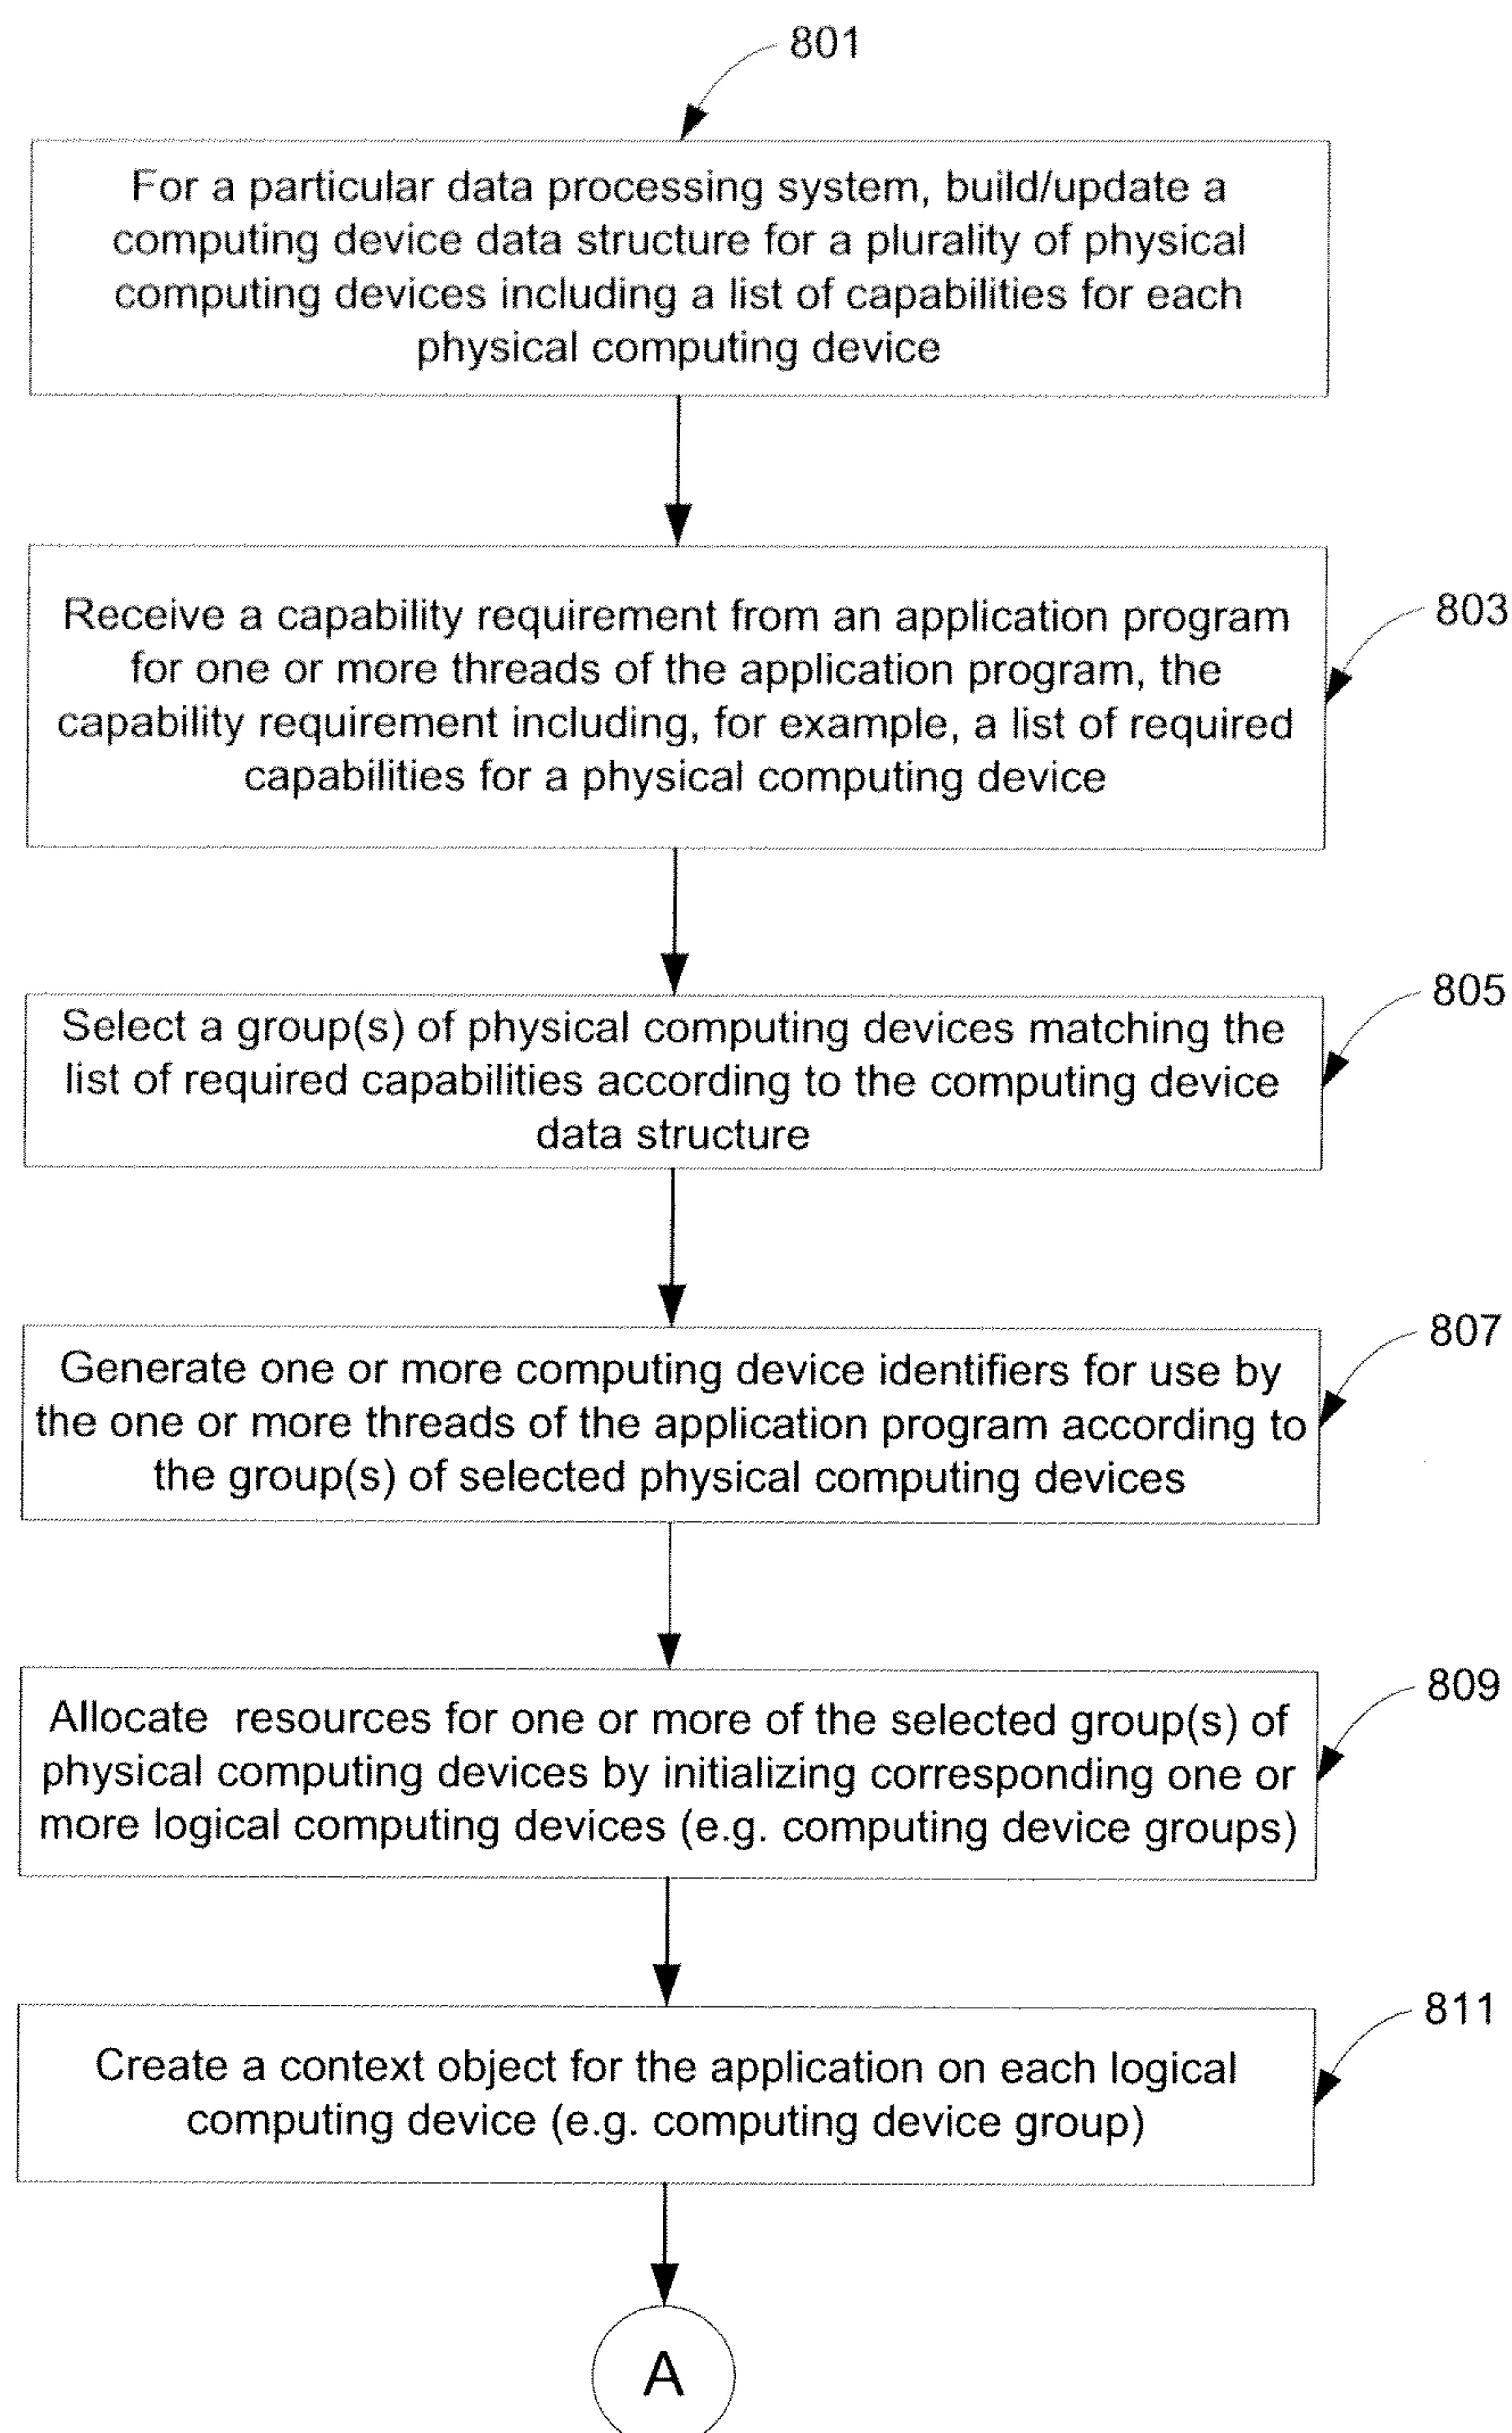 801
For a particular data processing system, build/update a
computing device data structure for a plurality of physical
computing devices including a list of capabilities for each
physical computing device
Receive a capability requirement from an application program
for one or more threads of the application program, the
capability requirement including, for example, a list of required
capabilities for a physical computing device
803
Select a group(s) of physical computing devices matching the
list of required capabilities according to the computing device
data structure
805
Generate one or more computing device identifiers for use by
the one or more threads of the application program according to
the group(s) of selected physical computing devices
807
Allocate resources for one or more of the selected group(s) of
physical computing devices by initializing corresponding one or
more logical computing devices (e.g. computing device groups)
809
Create a context object for the application on each logical
computing device (e.g. computing device group)
811
A